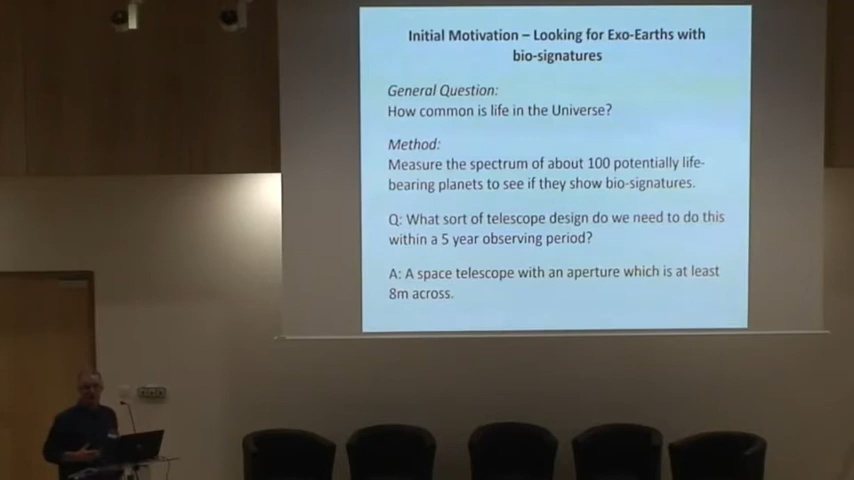 Initial Motivation – Looking for Exo-Earths with
bio-signatures
General Question:
How common is life in the Universe?
Method:
Measure the spectrum of about 100 potentially life-
bearing planets to see if they show bio-signatures.
Q: What sort of telescope design do we need to do this
within a 5 year observing period?
A: A space telescope with an aperture which is at least
8m across.